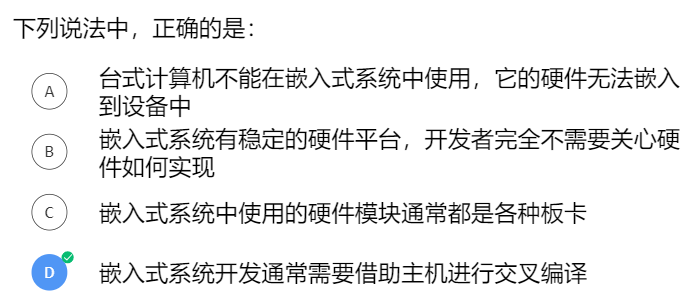 下列说法中，正确的是：
A 台式计算机不能在嵌入式系统中使用，它的硬件无法嵌入
到设备中
B 嵌入式系统有稳定的硬件平台，开发者完全不需要关心硬
件如何实现
C 嵌入式系统中使用的硬件模块通常都是各种板卡
D 嵌入式系统开发通常需要借助主机进行交叉编译